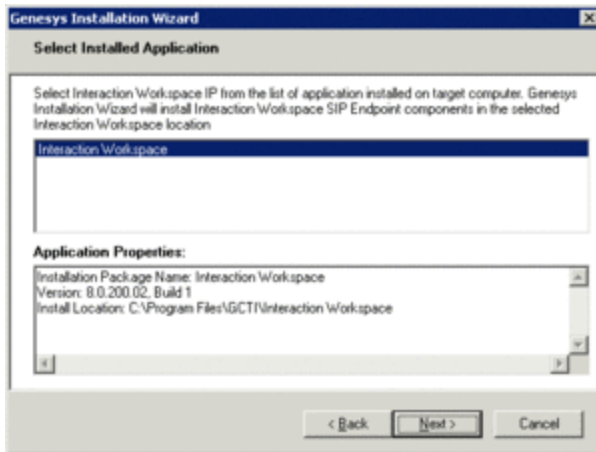 Genesys Installation Wizard
Select Installed Application
Select Interaction Workspace IP from the list of application installed on target computer. Genesys
Installation Wizard will install Interaction Workspace SIP Endpoint components in the selected
Interaction Workspace location
Interaction Workspace
Application Properties:
Installation Package Name: Interaction Workspace
Version: 8.0.200.02, Build 1
Install Location: C:\Program Files\GCTI\Interaction Workspace
< Back
Next >
Cancel